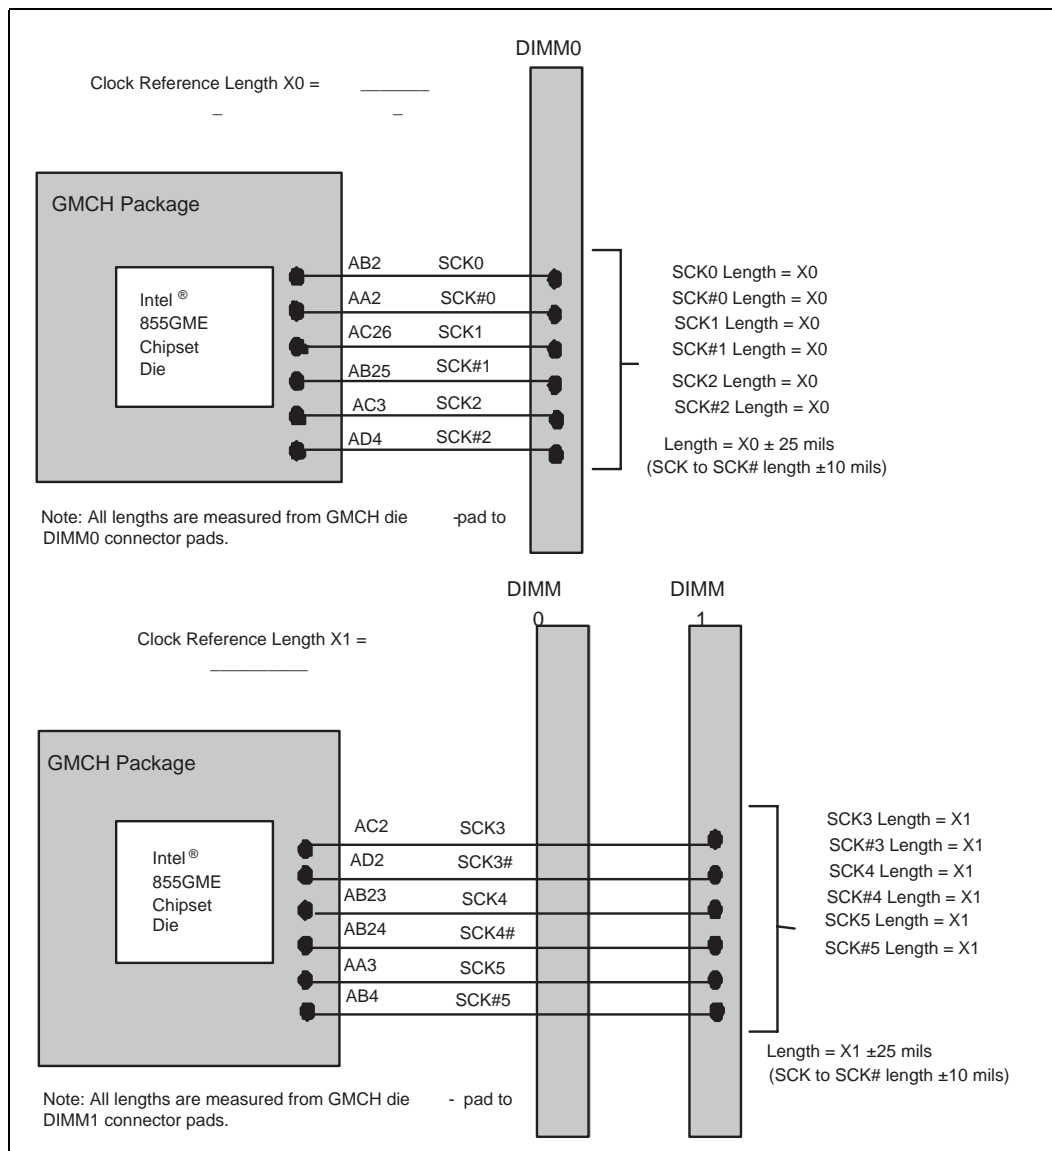 DIMM0
Clock Reference Length X0 = _______
_ _
GMCH Package
Intel ®
855GME
Chipset
Die
AB2 SCK0
AA2 SCK#0
AC26 SCK1
AB25 SCK#1
AC3 SCK2
AD4 SCK#2
SCK0 Length = X0
SCK#0 Length = X0
SCK1 Length = X0
SCK#1 Length = X0
SCK2 Length = X0
SCK#2 Length = X0
Length = X0 ± 25 mils
(SCK to SCK# length ±10 mils)
Note: All lengths are measured from GMCH die -pad to
DIMM0 connector pads.
DIMM DIMM
0 1
Clock Reference Length X1 =
__________
GMCH Package
Intel ®
855GME
Chipset
Die
AC2 SCK3
AD2 SCK3#
AB23 SCK4
AB24 SCK4#
AA3 SCK5
AB4 SCK#5
SCK3 Length = X1
SCK#3 Length = X1
SCK4 Length = X1
SCK#4 Length = X1
SCK5 Length = X1
SCK#5 Length = X1
Length = X1 ±25 mils
(SCK to SCK# length ±10 mils)
Note: All lengths are measured from GMCH die - pad to
DIMM1 connector pads.